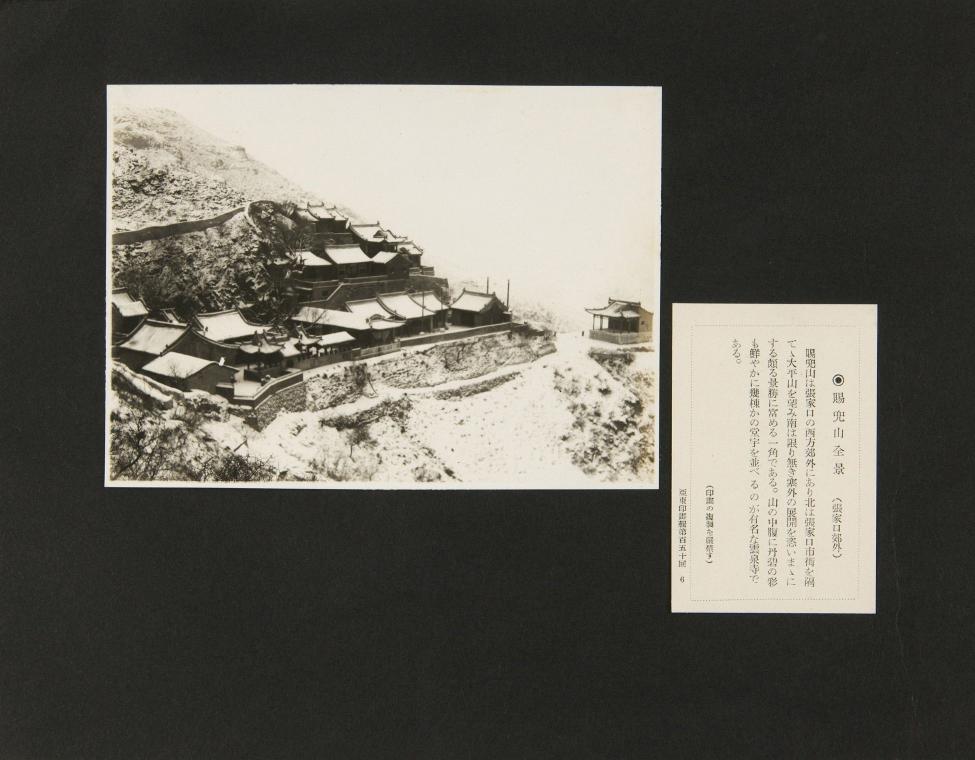 ◉賜兒山全景 (張家口郊外)
賜兒山は張家口の西方郊外にあり北は張家口市街を隔
てゝ大平山を望み南は限り無き塞外の展開を恣いまゝに
する頗る景勝に富める一角である。山の中腹に丹碧の彩
も鮮やかに幾棟かの堂宇を並べるのが有名な雲泉寺で
ある。
(印畫の複製を嚴禁す)
亞東印畫輯第百五十回 6